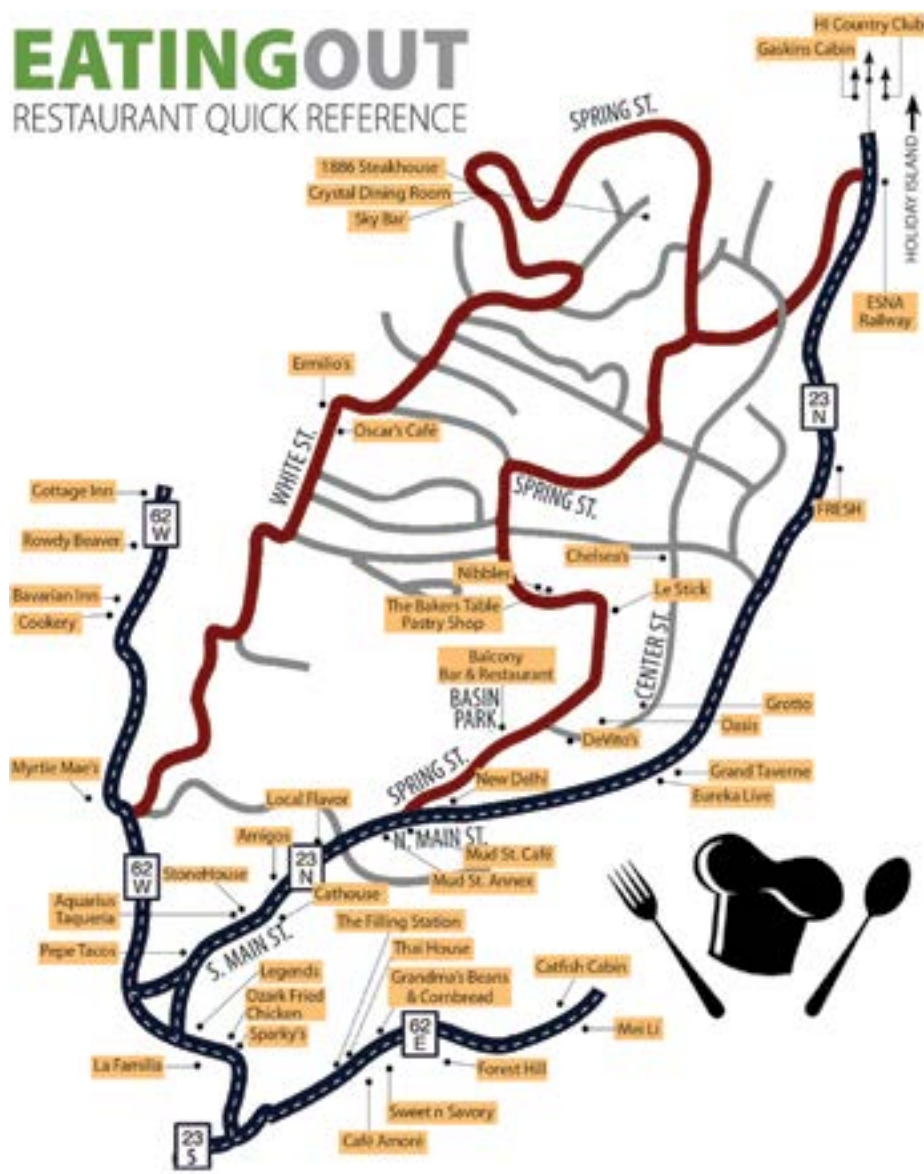 EATINGOUT
RESTAURANT QUICK REFERENCE
HI Country Club
Gaskins Cabin
HOLIDAY ISLAND
SPRING ST.
1886 Steakhouse
Crystal Dining Room
Sky Bar
ESNA
Railway
Ermilio's
Oscar's Café
WHITE ST.
23
N
SPRING ST.
FRESH
Cottage Inn
62
W
Rowdy Beaver
Bavarian Inn
Cookery
Chelsea's
Nibbles
The Bakers Table
Pastry Shop
Le Stick
CENTER ST.
Balcony
Bar & Restaurant
BASIN
PARK
Grotto
Oasis
DeVito's
Myrtle Mae's
SPRING ST.
New Delhi
Grand Taverne
Eureka Live
Local Flavor
N. MAIN ST.
Amigos
23
N
Mud St. Café
Mud St. Annex
62
W
StoneHouse
Cathouse
Aquarius
Taqueria
The Filling Station
Pepe Tacos
S. MAIN ST.
Thai House
Legends
Grandma's Beans
& Cornbread
Catfish Cabin
Ozark Fried
Chicken
Sparky's
62
E
Mei Li
La Familia
Forest Hill
Sweet n Savory
Café Amoré
23
S